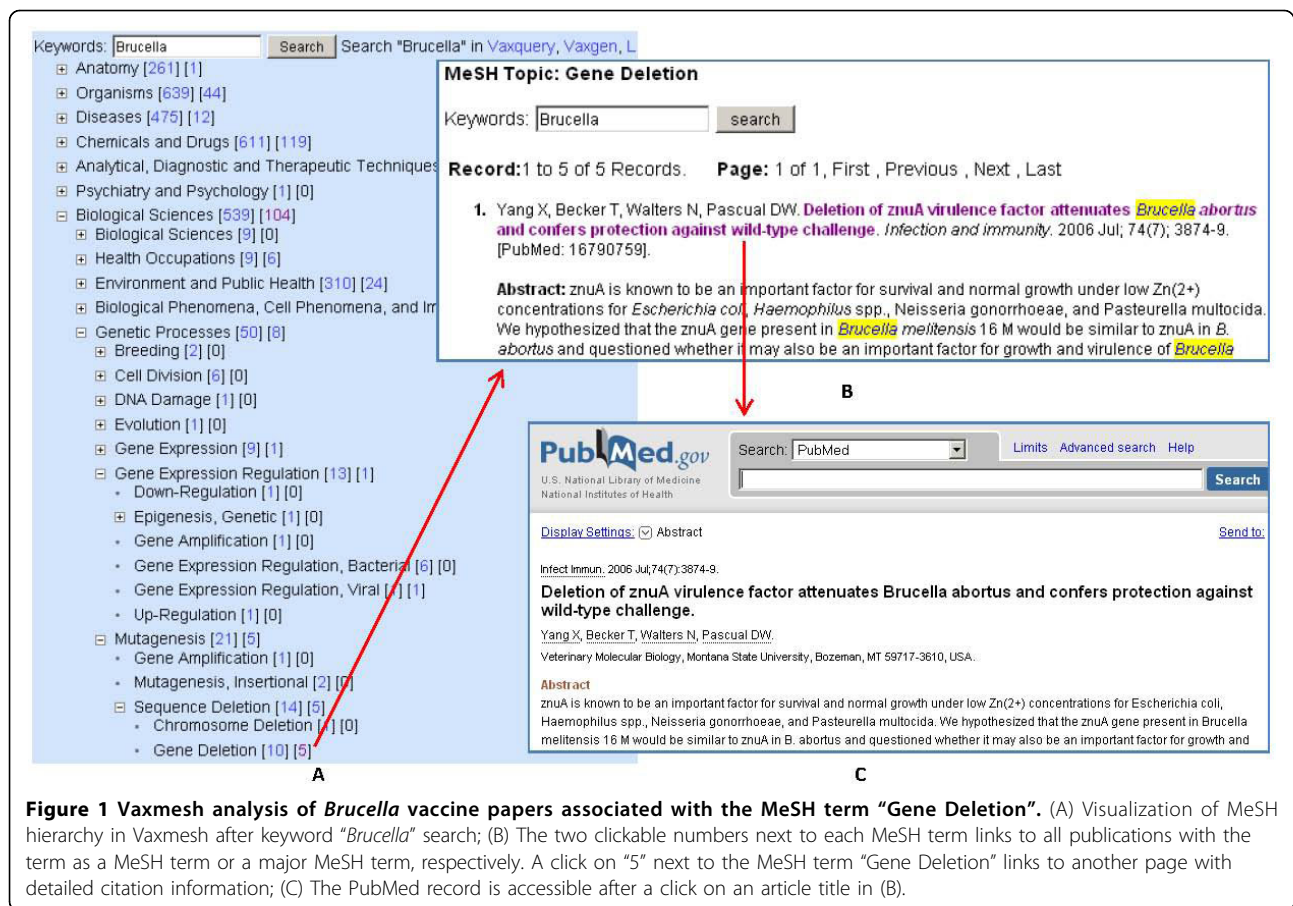 Keywords: Brucella Search Search "Brucella" in Vaxquery, Vaxgen, L
Anatomy [261] [1]
Organisms [639] [44]
Diseases [475] [12]
Chemicals and Drugs [611] [119]
Analytical, Diagnostic and Therapeutic Techniques
Psychiatry and Psychology [1] [0]
Biological Sciences [539] [104]
Biological Sciences [9] [0]
Health Occupations [9] [6]
Environment and Public Health [310] [24]
Biological Phenomena, Cell Phenomena, and Im
Genetic Processes [50] [8]
Breeding [2] [0]
Cell Division [6] [0]
DNA Damage [1] [0]
Evolution [1] [0]
Gene Expression [9] [1]
Gene Expression Regulation [13] [1]
Down-Regulation [1] [0]
Epigenesis, Genetic [1] [0]
Gene Amplification [1] [0]
Gene Expression Regulation, Bacterial [6] [0]
Gene Expression Regulation, Viral [1] [1]
Up-Regulation [1] [0]
Mutagenesis [21] [5]
Gene Amplification [1] [0]
Mutagenesis, Insertional [2] [0]
Sequence Deletion [14] [5]
Chromosome Deletion [1] [0]
Gene Deletion [10] [5]
A
MeSH Topic: Gene Deletion
Keywords: Brucella search
Record:1 to 5 of 5 Records. Page: 1 of 1, First , Previous , Next , Last
1. Yang X, Becker T, Walters N, Pascual DW. Deletion of znuA virulence factor attenuates Brucella abortus
and confers protection against wild-type challenge. Infection and immunity. 2006 Jul; 74(7); 3874-9.
[PubMed: 16790759].
Abstract: znuA is known to be an important factor for survival and normal growth under low Zn(2+)
concentrations for Escherichia coli, Haemophilus spp., Neisseria gonorrhoeae, and Pasteurella multocida.
We hypothesized that the znuA gene present in Brucella melitensis 16 M would be similar to znuA in B.
abortus and questioned whether it may also be an important factor for growth and virulence of Brucella
B
PubMed.gov
U.S. National Library of Medicine
National Institutes of Health
Search: PubMed Limits Advanced search Help
Search
Display Settings: Abstract Send to:
Infect Immun. 2006 Jul;74(7):3874-9.
Deletion of znuA virulence factor attenuates Brucella abortus and confers protection against
wild-type challenge.
Yang X, Becker T, Walters N, Pascual DW.
Veterinary Molecular Biology, Montana State University, Bozeman, MT 59717-3610, USA.
Abstract
znuA is known to be an important factor for survival and normal growth under low Zn(2+) concentrations for Escherichia coli,
Haemophilus spp., Neisseria gonorrhoeae, and Pasteurella multocida. We hypothesized that the znuA gene present in Brucella
melitensis 16 M would be similar to znuA in B. abortus and questioned whether it may also be an important factor for growth and
C
Figure 1 Vaxmesh analysis of Brucella vaccine papers associated with the MeSH term "Gene Deletion". (A) Visualization of MeSH
hierarchy in Vaxmesh after keyword "Brucella" search; (B) The two clickable numbers next to each MeSH term links to all publications with the
term as a MeSH term or a major MeSH term, respectively. A click on "5" next to the MeSH term "Gene Deletion" links to another page with
detailed citation information; (C) The PubMed record is accessible after a click on an article title in (B).